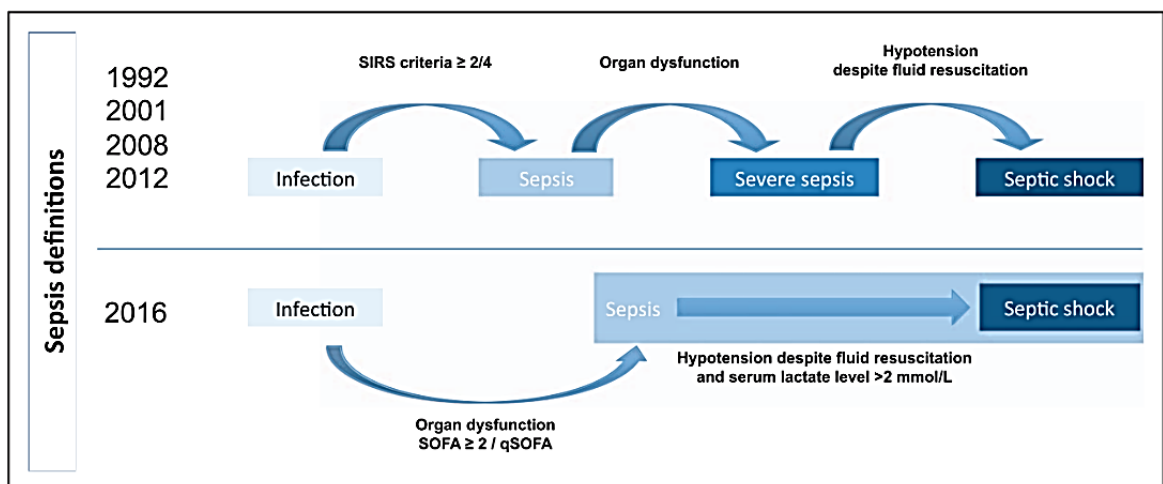 Sepsis definitions
1992
2001
2008
2012
SIRS criteria ≥ 2/4
Organ dysfunction
Hypotension
despite fluid resuscitation
Infection
Sepsis
Severe sepsis
Septic shock
2016
Infection
Sepsis
Septic shock
Hypotension despite fluid resuscitation
and serum lactate level >2 mmol/L
Organ dysfunction
SOFA ≥ 2 / qSOFA